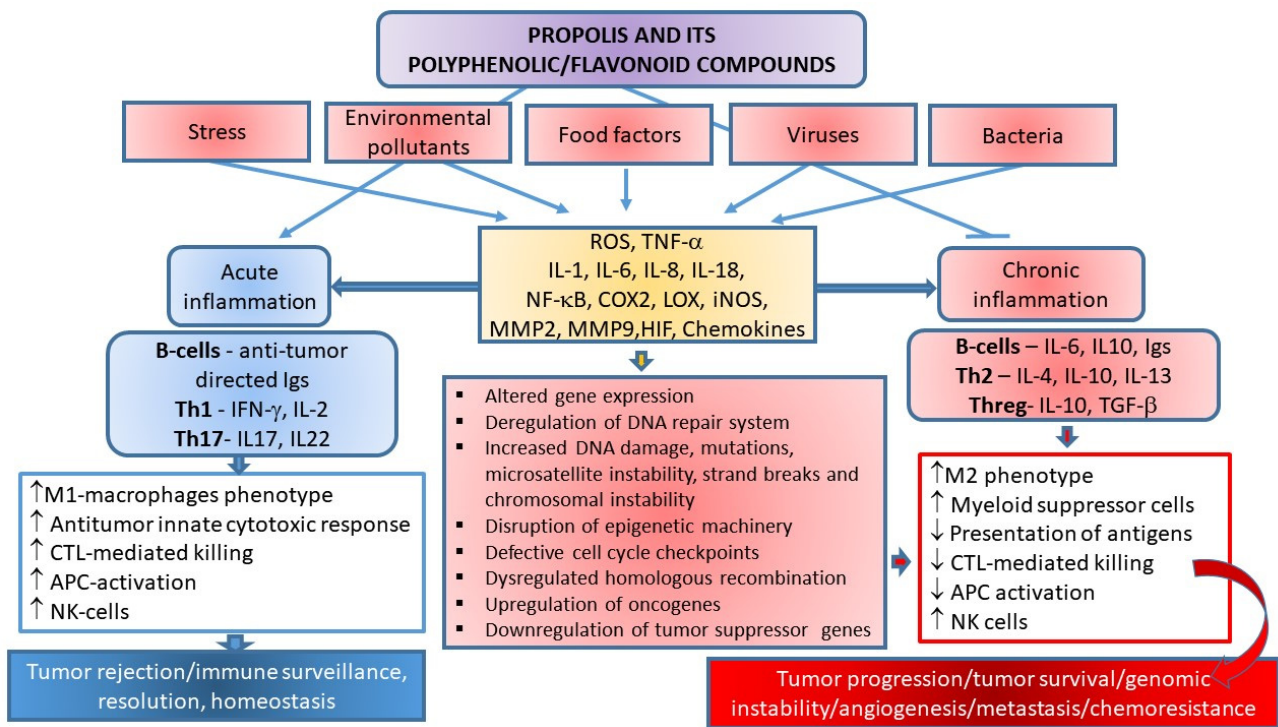 PROPOLIS AND ITS
POLYPHENOLIC/FLAVONOID COMPOUNDS
Stress
Environmental
pollutants
Food factors
Viruses
Bacteria
Acute
inflammation
ROS, TNF-α
IL-1, IL-6, IL-8, IL-18,
NF-κB, COX2, LOX, iNOS,
MMP2, MMP9,HIF, Chemokines
Chronic
inflammation
B-cells - anti-tumor
directed Igs
Th1 - IFN-γ, IL-2
Th17- IL17, IL22
B-cells – IL-6, IL10, Igs
Th2 – IL-4, IL-10, IL-13
Threg- IL-10, TGF-β
▪ Altered gene expression
▪ Deregulation of DNA repair system
▪ Increased DNA damage, mutations,
microsatellite instability, strand breaks and
chromosomal instability
▪ Disruption of epigenetic machinery
▪ Defective cell cycle checkpoints
▪ Dysregulated homologous recombination
▪ Upregulation of oncogenes
▪ Downregulation of tumor suppressor genes
↑M1-macrophages phenotype
↑ Antitumor innate cytotoxic response
↑ CTL-mediated killing
↑ APC-activation
↑ NK-cells
↑M2 phenotype
↑ Myeloid suppressor cells
↓ Presentation of antigens
↓ CTL-mediated killing
↓ APC activation
↑ NK cells
Tumor rejection/immune surveillance,
resolution, homeostasis
Tumor progression/tumor survival/genomic
instability/angiogenesis/metastasis/chemoresistance